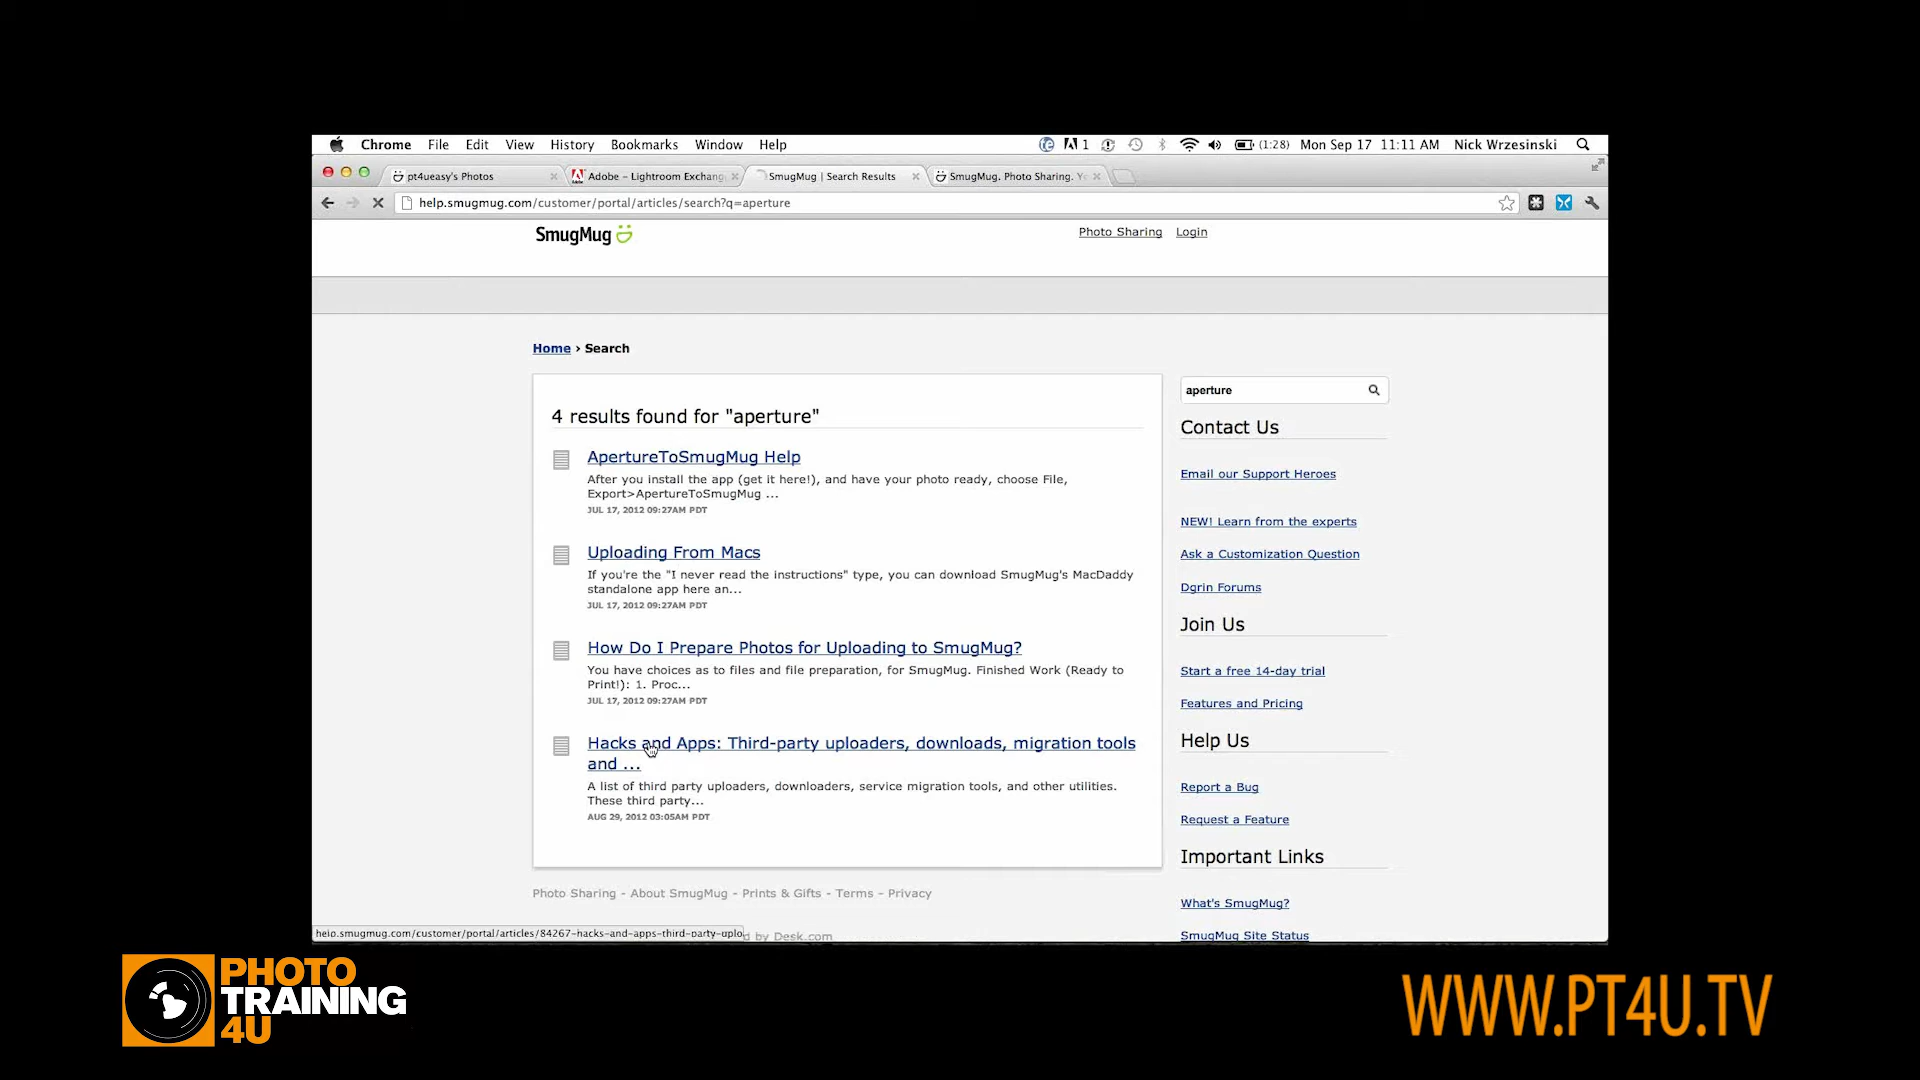 Chrome File Edit View History Bookmarks Window Help 1 (1:28) Mon Sep 17 11:11 AM Nick Wrzesinski
pt4ueasy's Photos Adobe – Lightroom Exchang SmugMug | Search Results SmugMug. Photo Sharing. Yo
help.smugmug.com/customer/portal/articles/search?q=aperture
SmugMug Photo Sharing Login
Home › Search
aperture
4 results found for "aperture"
Contact Us
ApertureToSmugMug Help
After you install the app (get it here!), and have your photo ready, choose File,
Export>ApertureToSmugMug ...
JUL 17, 2012 09:27AM PDT
Email our Support Heroes
NEW! Learn from the experts
Uploading From Macs
Ask a Customization Question
If you're the "I never read the instructions" type, you can download SmugMug's MacDaddy
standalone app here an...
JUL 17, 2012 09:27AM PDT
Dgrin Forums
Join Us
How Do I Prepare Photos for Uploading to SmugMug?
You have choices as to files and file preparation, for SmugMug. Finished Work (Ready to
Print!): 1. Proc...
JUL 17, 2012 09:27AM PDT
Start a free 14-day trial
Features and Pricing
Help Us
Hacks and Apps: Third-party uploaders, downloads, migration tools
and ...
A list of third party uploaders, downloaders, service migration tools, and other utilities.
These third party...
AUG 29, 2012 03:05AM PDT
Report a Bug
Request a Feature
Important Links
Photo Sharing - About SmugMug - Prints & Gifts - Terms - Privacy
What's SmugMug?
SmugMug Site Status
help.smugmug.com/customer/portal/articles/84267-hacks-and-apps-third-party-uplo
d by Desk.com
PHOTO
TRAINING
4U
WWW.PT4U.TV